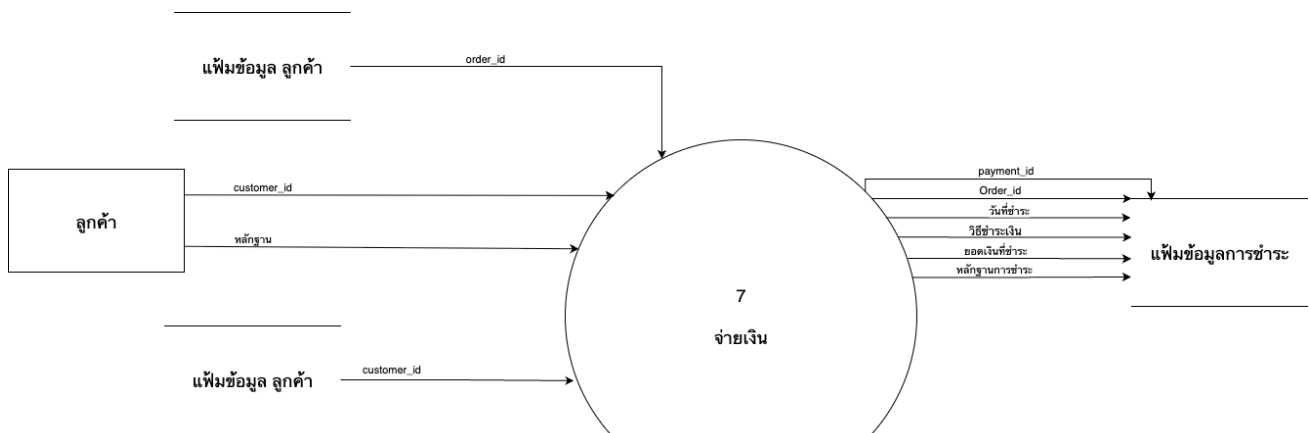 แฟ้มข้อมูล ลูกค้า
order_id
ลูกค้า
customer_id
หลักฐาน
แฟ้มข้อมูล ลูกค้า
customer_id
7
จ่ายเงิน
payment_id
Order_id
วันที่ชำระ
วิธีชำระเงิน
ยอดเงินที่ชำระ
หลักฐานการชำระ
แฟ้มข้อมูลการชำระ